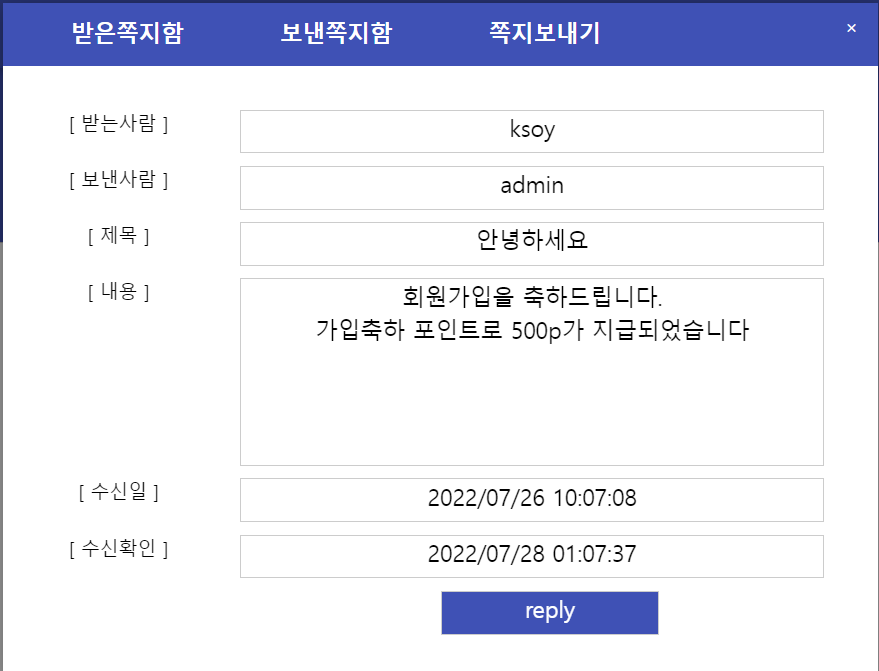 받은쪽지함 보낸쪽지함 쪽지보내기 ×
[ 받는사람 ] ksoy
[ 보낸사람 ] admin
[ 제목 ] 안녕하세요
[ 내용 ] 회원가입을 축하드립니다.
가입축하 포인트로 500p가 지급되었습니다
[ 수신일 ] 2022/07/26 10:07:08
[ 수신확인 ] 2022/07/28 01:07:37
reply